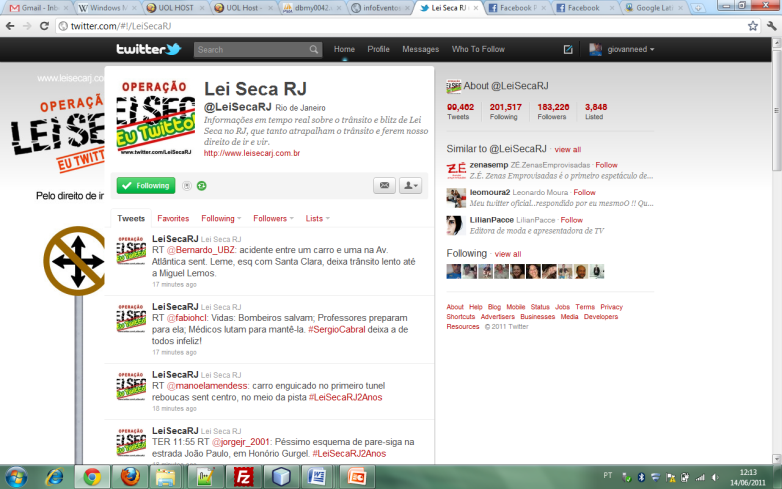 Gmail - Inb
Windows N
UOL HOST
UOL Host -
dbmy0042
infoEventos
Lei Seca RJ
Facebook P
Facebook
Google Lat
twitter.com/#!/LeiSecaRJ
twitter
Search
Home
Profile
Messages
Who To Follow
giovanneed
www.leisecarj.co
OPERAÇÃ
LEI SEC
EU TWITT
Pelo direito de ir
OPERAÇÃO
LEI SEC
Eu Twitto!
www.twitter.com/LeiSecaRJ
Lei Seca RJ
@LeiSecaRJ Rio de Janeiro
Informações em tempo real sobre o trânsito e blitz de Lei
Seca no RJ, que tanto atrapalham o trânsito e ferem nosso
direito de ir e vir.
http://www.leisecarj.com.br
Following
Tweets
Favorites
Following
Followers
Lists
LeiSecaRJ Lei Seca RJ
RT @Bernardo_UBZ: acidente entre um carro e uma na Av.
Atlântica sent. Leme, esq com Santa Clara, deixa trânsito lento até
a Miguel Lemos.
17 minutes ago
LeiSecaRJ Lei Seca RJ
RT @fabiohcl: Vidas: Bombeiros salvam; Professores preparam
para ela; Médicos lutam para mantê-la. #SergioCabral deixa a de
todos infeliz!
17 minutes ago
LeiSecaRJ Lei Seca RJ
RT @manoelamendess: carro enguicado no primeiro tunel
reboucas sent centro, no meio da pista #LeiSecaRJ2Anos
18 minutes ago
LeiSecaRJ Lei Seca RJ
TER 11:55 RT @jorgejr_2001: Péssimo esquema de pare-siga na
estrada João Paulo, em Honório Gurgel. #LeiSecaRJ2Anos
About @LeiSecaRJ
99,462 201,517 183,226 3,848
Tweets Following Followers Listed
Similar to @LeiSecaRJ · view all
zenasemp ZÉ.ZenasEmprovisadas · Follow
Z.É. Zenas Emprovisadas é o primeiro espetáculo de...
leomoura2 Leonardo Moura · Follow
Meu twitter oficial..respondido por eu mesmoO !! Qu...
LilianPacce LilianPacce · Follow
Editora de moda e apresentadora de TV
Following · view all
About Help Blog Mobile Status Jobs Terms Privacy
Shortcuts Advertisers Businesses Media Developers
Resources © 2011 Twitter
PT
12:13
14/06/2011